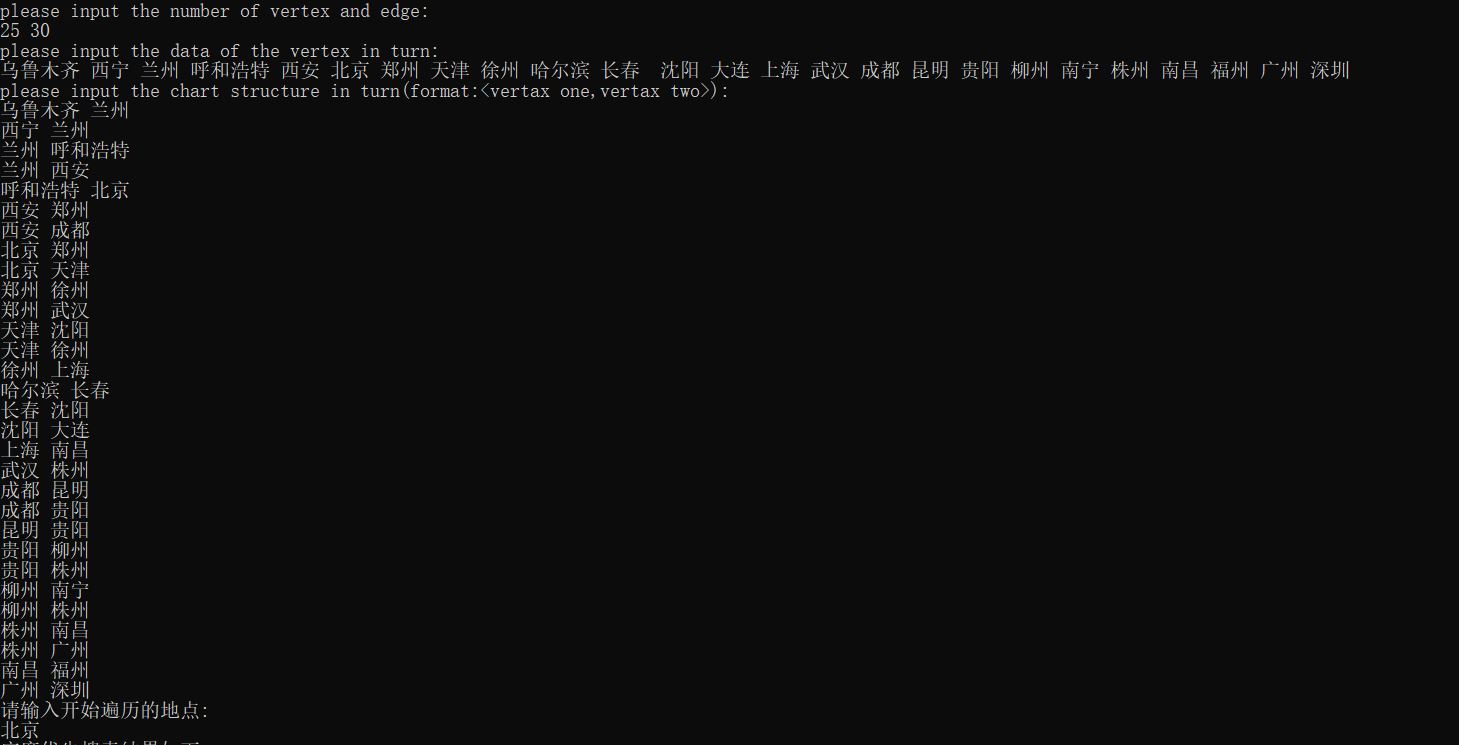 please input the number of vertex and edge:
25 30
please input the data of the vertex in turn:
乌鲁木齐 西宁 兰州 呼和浩特 西安 北京 郑州 天津 徐州 哈尔滨 长春  沈阳 大连 上海 武汉 成都 昆明 贵阳 柳州 南宁 株州 南昌 福州 广州 深圳
please input the chart structure in turn(format:<vertax one,vertax two>):
乌鲁木齐 兰州
西宁 兰州
兰州 呼和浩特
兰州 西安
呼和浩特 北京
西安 郑州
西安 成都
北京 郑州
北京 天津
郑州 徐州
郑州 武汉
天津 沈阳
天津 徐州
徐州 上海
哈尔滨 长春
长春 沈阳
沈阳 大连
上海 南昌
武汉 株州
成都 昆明
成都 贵阳
昆明 贵阳
贵阳 柳州
贵阳 株州
柳州 南宁
柳州 株州
株州 南昌
株州 广州
南昌 福州
广州 深圳
请输入开始遍历的地点:
北京